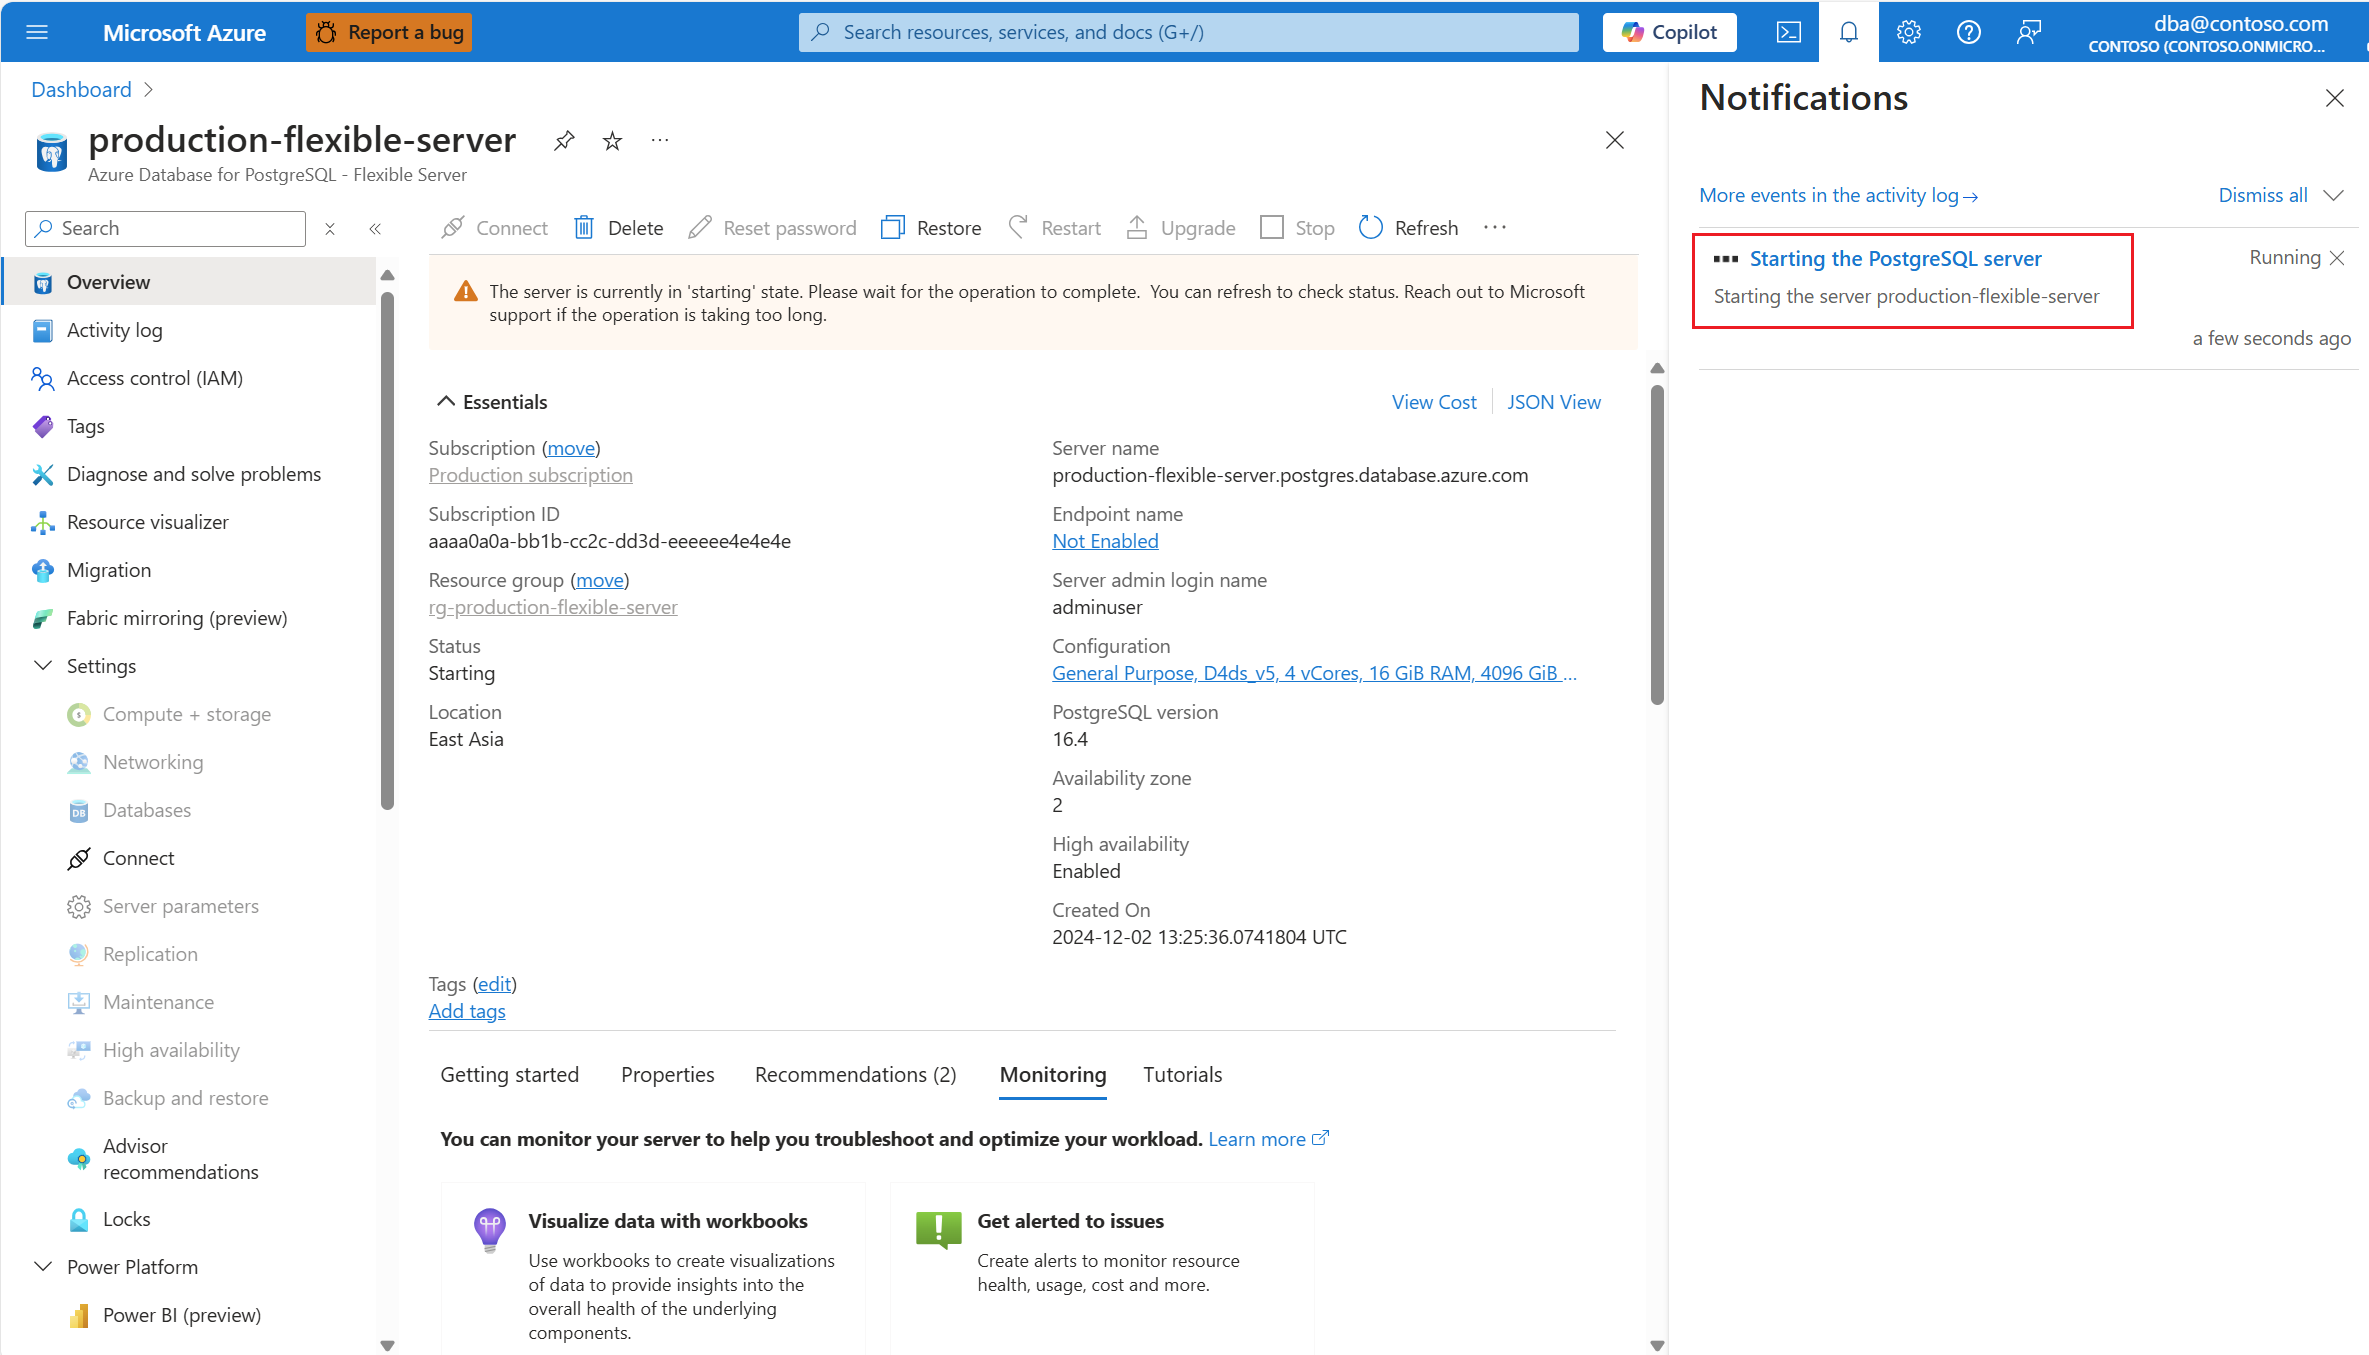 Microsoft Azure
Report a bug
Search resources, services, and docs (G+/)
Copilot
dba@contoso.com
CONTOSO (CONTOSO.ONMICRO...
Dashboard
production-flexible-server
Azure Database for PostgreSQL - Flexible Server
Search
Overview
Activity log
Access control (IAM)
Tags
Diagnose and solve problems
Resource visualizer
Migration
Fabric mirroring (preview)
Settings
Compute + storage
Networking
Databases
Connect
Server parameters
Replication
Maintenance
High availability
Backup and restore
Advisor
recommendations
Locks
Power Platform
Power BI (preview)
Connect
Delete
Reset password
Restore
Restart
Upgrade
Stop
Refresh
The server is currently in 'starting' state. Please wait for the operation to complete. You can refresh to check status. Reach out to Microsoft
support if the operation is taking too long.
Essentials
View Cost
JSON View
Subscription (move)
Production subscription
Subscription ID
aaaa0a0a-bb1b-cc2c-dd3d-eeeeee4e4e4e
Resource group (move)
rg-production-flexible-server
Status
Starting
Location
East Asia
Server name
production-flexible-server.postgres.database.azure.com
Endpoint name
Not Enabled
Server admin login name
adminuser
Configuration
General Purpose, D4ds_v5, 4 vCores, 16 GiB RAM, 4096 GiB ...
PostgreSQL version
16.4
Availability zone
2
High availability
Enabled
Created On
2024-12-02 13:25:36.0741804 UTC
Tags (edit)
Add tags
Getting started
Properties
Recommendations (2)
Monitoring
Tutorials
You can monitor your server to help you troubleshoot and optimize your workload. Learn more
Visualize data with workbooks
Use workbooks to create visualizations
of data to provide insights into the
overall health of the underlying
components.
Get alerted to issues
Create alerts to monitor resource
health, usage, cost and more.
Notifications
More events in the activity log→
Dismiss all
Starting the PostgreSQL server
Running
Starting the server production-flexible-server
a few seconds ago